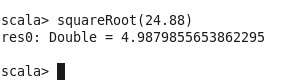 scala> squareRoot(24.88)
res0: Double = 4.9879855653862295
scala>